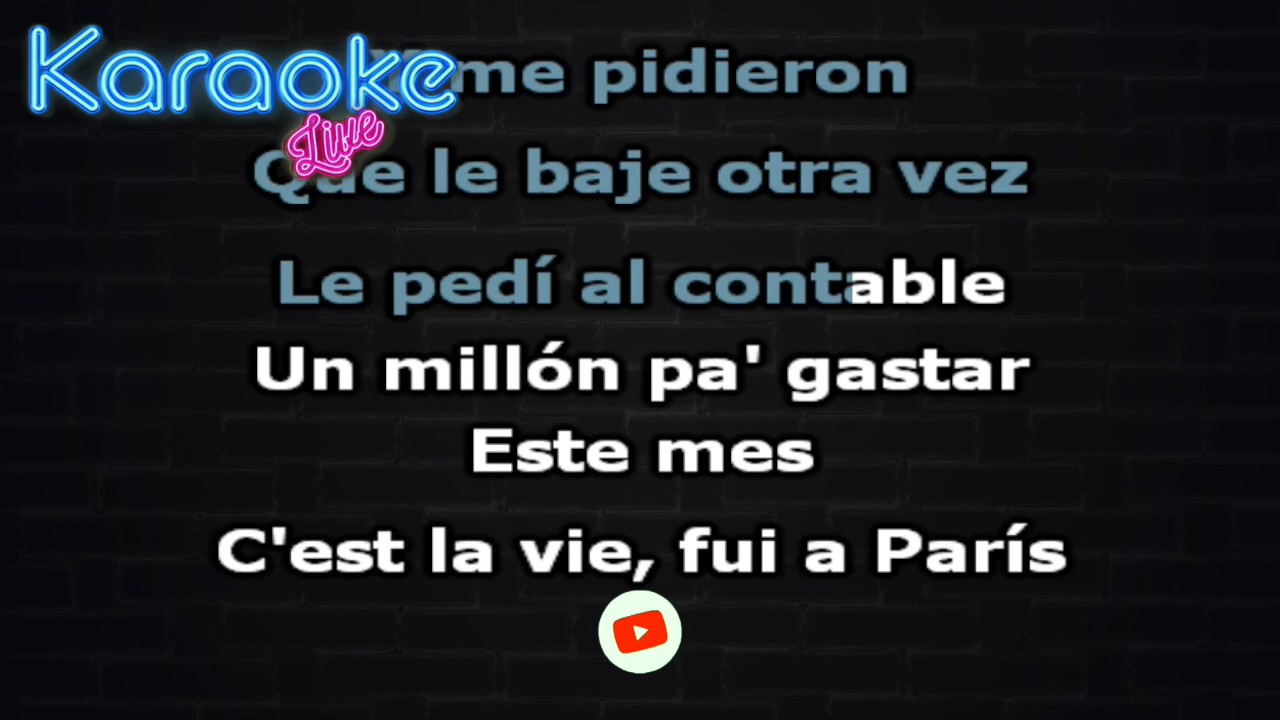 Karaoke
Live
Y me pidieron
Que le baje otra vez
Le pedí al contable
Un millón pa' gastar
Este mes
C'est la vie, fui a París